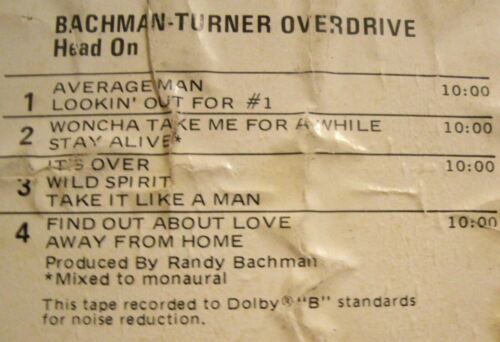 BACHMAN-TURNER OVERDRIVE
Head On
1 AVERAGE MAN 10:00
LOOKIN' OUT FOR #1
2 WONCHA TAKE ME FOR A WHILE 10:00
STAY ALIVE*
3 IT'S OVER 10:00
WILD SPIRIT
TAKE IT LIKE A MAN
4 FIND OUT ABOUT LOVE 10:00
AWAY FROM HOME
Produced By Randy Bachman
*Mixed to monaural
This tape recorded to Dolby® "B" standards
for noise reduction.